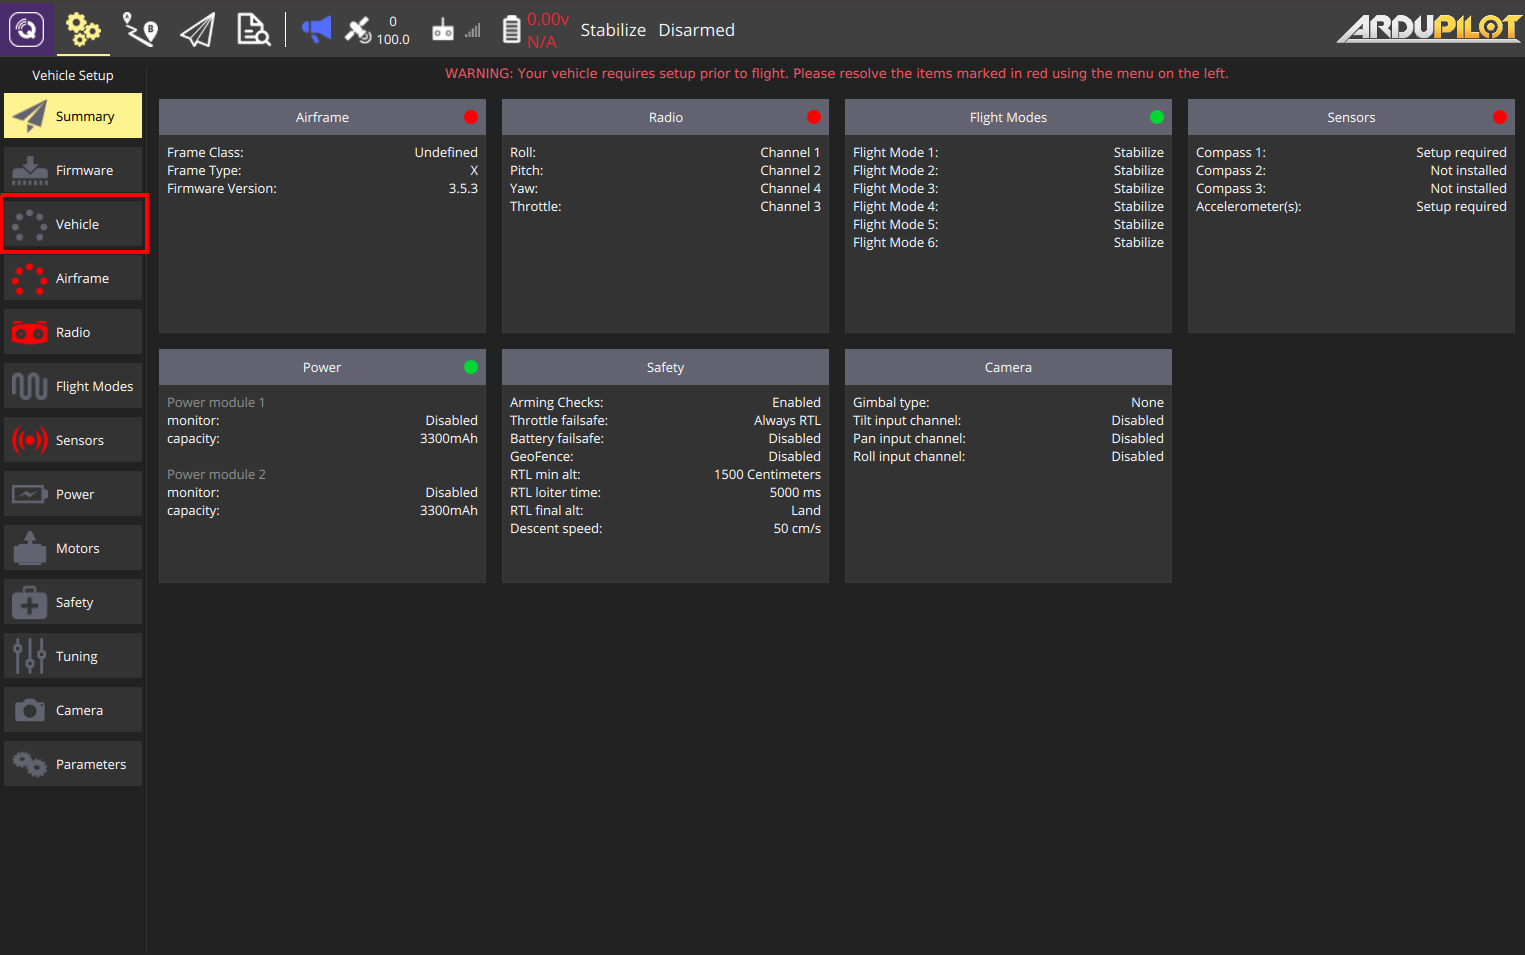 0
100.0
0.00v
N/A
Stabilize Disarmed
ARDUPILOT
Vehicle Setup
WARNING: Your vehicle requires setup prior to flight. Please resolve the items marked in red using the menu on the left.
Summary
Firmware
Vehicle
Airframe
Radio
Flight Modes
Sensors
Power
Motors
Safety
Tuning
Camera
Parameters
Airframe
Frame Class: Undefined
Frame Type: X
Firmware Version: 3.5.3
Radio
Roll: Channel 1
Pitch: Channel 2
Yaw: Channel 4
Throttle: Channel 3
Flight Modes
Flight Mode 1: Stabilize
Flight Mode 2: Stabilize
Flight Mode 3: Stabilize
Flight Mode 4: Stabilize
Flight Mode 5: Stabilize
Flight Mode 6: Stabilize
Sensors
Compass 1: Setup required
Compass 2: Not installed
Compass 3: Not installed
Accelerometer(s): Setup required
Power
Power module 1
monitor: Disabled
capacity: 3300mAh
Power module 2
monitor: Disabled
capacity: 3300mAh
Safety
Arming Checks: Enabled
Throttle failsafe: Always RTL
Battery failsafe: Disabled
GeoFence: Disabled
RTL min alt: 1500 Centimeters
RTL loiter time: 5000 ms
RTL final alt: Land
Descent speed: 50 cm/s
Camera
Gimbal type: None
Tilt input channel: Disabled
Pan input channel: Disabled
Roll input channel: Disabled